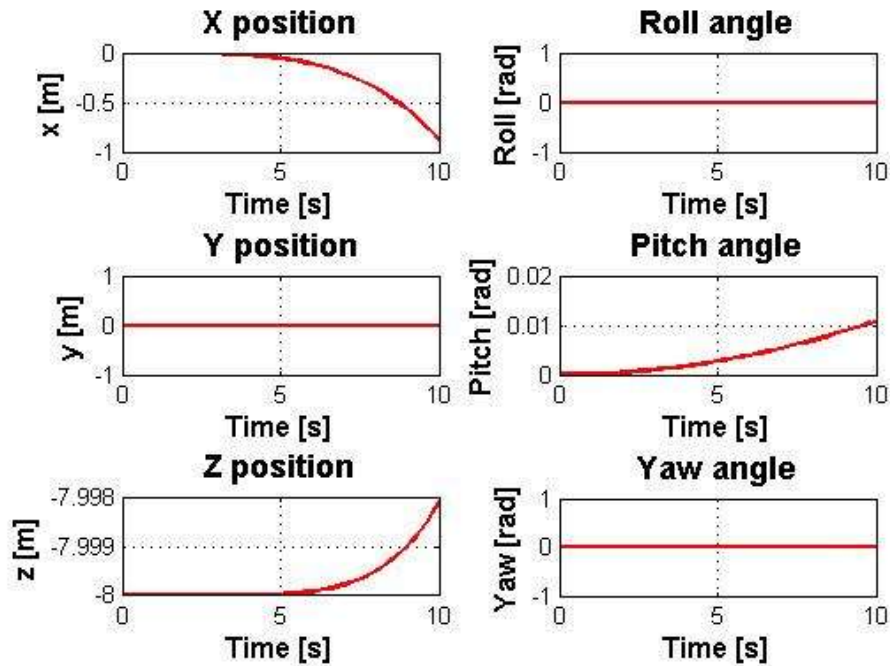 X position
0
-0.5
-1
x [m]
0 5 10
Time [s]
Roll angle
1
0
-1
Roll [rad]
0 5 10
Time [s]
Y position
1
0
-1
y [m]
0 5 10
Time [s]
Pitch angle
0.02
0.01
0
Pitch [rad]
0 5 10
Time [s]
Z position
-7.998
-7.999
-8
z [m]
0 5 10
Time [s]
Yaw angle
1
0
-1
Yaw [rad]
0 5 10
Time [s]